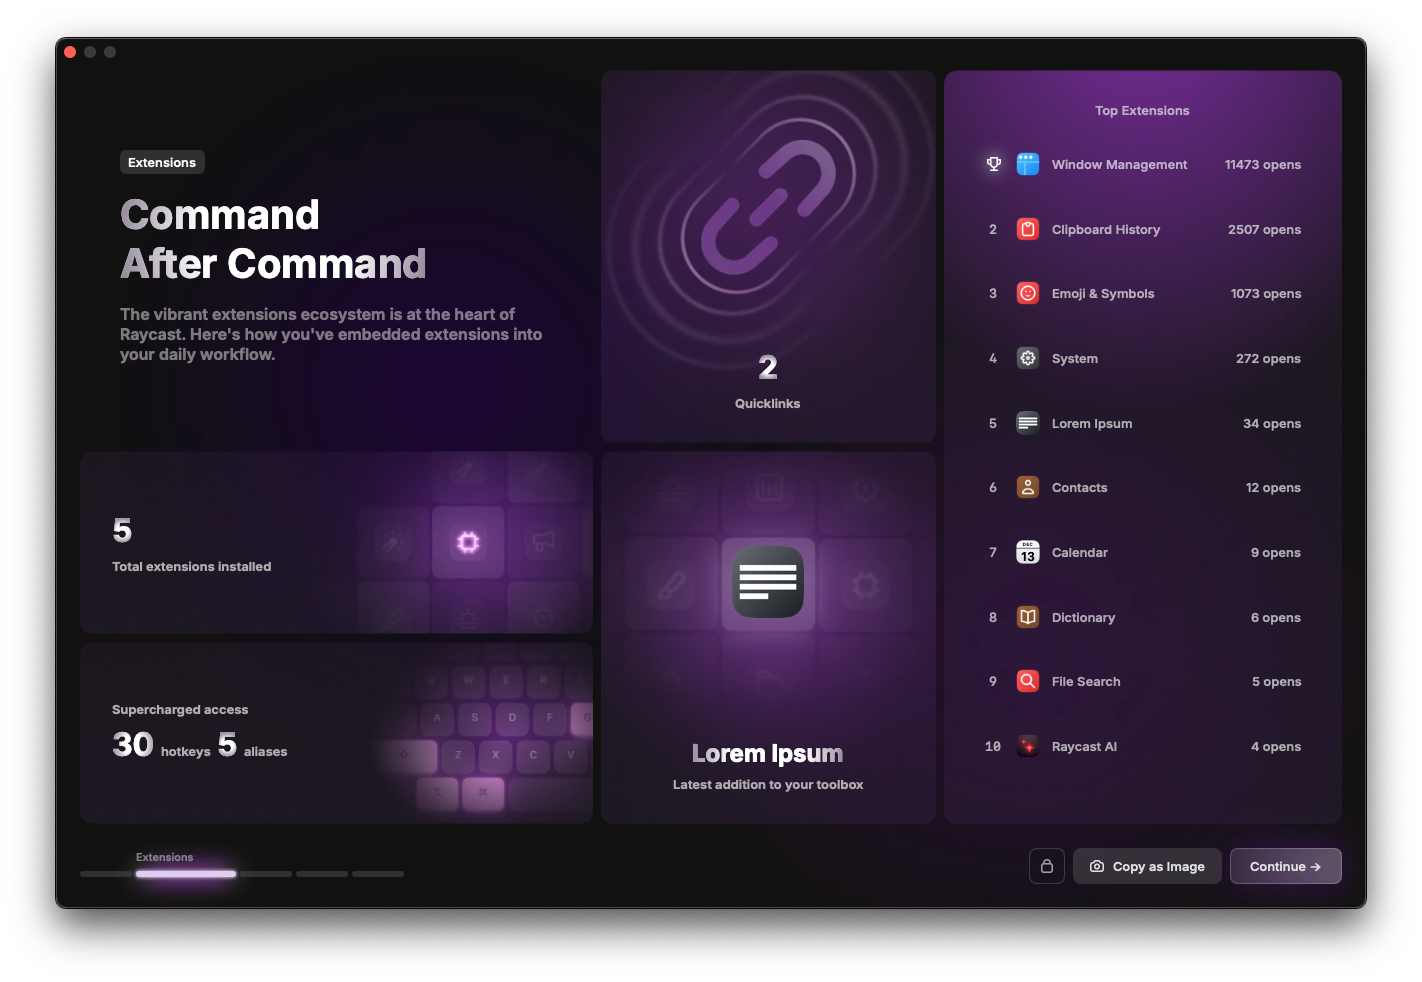 Extensions
Command
After Command
The vibrant extensions ecosystem is at the heart of
Raycast. Here's how you've embedded extensions into
your daily workflow.
2
Quicklinks
5
Total extensions installed
Supercharged access
30 hotkeys 5 aliases
W E R
A S D F G
Z X C V
⌥ ⌘
Lorem Ipsum
Latest addition to your toolbox
Top Extensions
Window Management 11473 opens
2 Clipboard History 2507 opens
3 Emoji & Symbols 1073 opens
4 System 272 opens
5 Lorem Ipsum 34 opens
6 Contacts 12 opens
DEC
7 13 Calendar 9 opens
8 Dictionary 6 opens
9 File Search 5 opens
10 Raycast AI 4 opens
Extensions
Copy as Image
Continue →